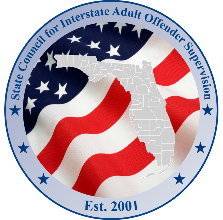 State Council for Interstate Adult Offender Supervision
Est. 2001